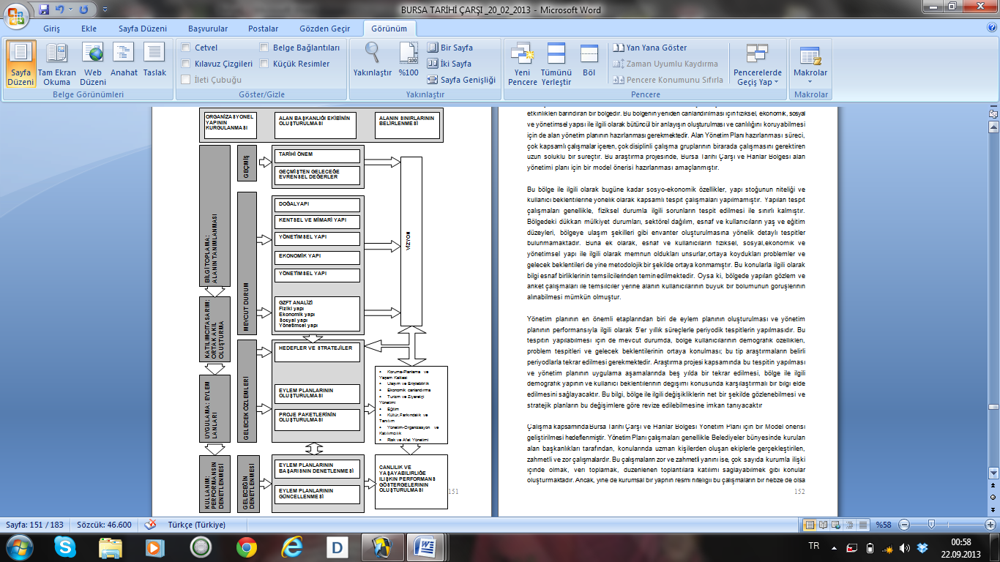 BURSA TARİHİ ÇARŞI _20_02_2013 - Microsoft Word
Giriş Ekle Sayfa Düzeni Başvurular Postalar Gözden Geçir Görünüm
Sayfa Düzeni
Tam Ekran Okuma
Web Düzeni
Anahat
Taslak
Belge Görünümleri
Cetvel
Kılavuz Çizgileri
İleti Çubuğu
Belge Bağlantıları
Küçük Resimler
Göster/Gizle
Yakınlaştır
%100
Bir Sayfa
İki Sayfa
Sayfa Genişliği
Yakınlaştır
Yeni Pencere
Tümünü Yerleştir
Böl
Yan Yana Göster
Zaman Uyumlu Kaydırma
Pencere Konumunu Sıfırla
Pencerelerde Geçiş Yap
Pencere
Makrolar
Makrolar
ORGANİZASYONEL
YAPININ
KURGULANMASI
ALAN BAŞKANLIĞI EKİBİNİN
OLUŞTURULMASI
ALANIN SINIRLARININ
BELİRLENMESİ
BİLGİ TOPLAMA:
ALANIN TANIMLANMASI
GEÇMİŞ
TARİHİ ÖNEM
GEÇMİŞTEN GELECEĞE
EVRENSEL DEĞERLER
MEVCUT DURUM
DOĞALYAPI
KENTSEL VE MİMARİ YAPI
YÖNETİMSEL YAPI
EKONOMİK YAPI
YÖNETİMSEL YAPI
VİZYON
KATILIMCITASARIM:
ORTAK AKIL
OLUŞTURMA
GZFT ANALİZİ
Fiziki yapı
Ekonomik yapı
Sosyal yapı
Yönetimsel yapı
UYGULAMA: EYLEM
LANLARI
GELECEK ÖZLEMLERİ
HEDEFLER VE STRATEJİLER
EYLEM PLANLARININ
OLUŞTURULMASI
PROJE PAKETLERİNİN
OLUŞTURULMASI
• Koruma-Planlama ve
Yaşam Kalitesi
• Ulaşım ve Erişilebilirlik
• Ekonomik canlandırma
• Turizm ve Ziyaretçi
Yönetimi
• Eğitim
• Kültür,Farkındalık ve
Tanıtım
• Yönetim-Organizasyon ve
Katılımcılık
• Risk ve Afet Yönetimi
KULLANIM:
PERFORMANSIN
DENETLENMESİ
GELECEĞİN
DENETLENMESİ
EYLEM PLANLARININ
BAŞARISININ DENETLENMESİ
EYLEM PLANLARININ
GÜNCELLENMESİ
CANLILIK VE
YAŞAYABİLİRLİĞE
İLİŞKİN PERFORMANS
GÖSTERGELERİNİN
OLUŞTURULMASI
151
etkinlikleri barındıran bir bölgedir. Bu bölgenin yeniden canlandırılması için fiziksel, ekonomik, sosyal
ve yönetimsel yapısı ile ilgili olarak bütüncül bir anlayışın oluşturulması ve canlılığını koruyabilmesi
için de alan yönetim planının hazırlanması gerekmektedir. Alan Yönetim Planı hazırlanması süreci,
çok kapsamlı çalışmalar içeren, çok disiplinli çalışma gruplarının birarada çalışmasını gerektiren
uzun soluklu bir süreçtir. Bu araştırma projesinde, Bursa Tarihi Çarşı ve Hanlar Bölgesi alan
yönetimi planı için bir model önerisi hazırlanması amaçlanmıştır.
Bu bölge ile ilgili olarak bugüne kadar sosyo-ekonomik özellikler, yapı stoğunun niteliği ve
kullanıcı beklentilerine yönelik olarak kapsamlı tespit çalışmaları yapılmamıştır. Yapılan tespit
çalışmaları genellikle, fiziksel durumla ilgili sorunların tespit edilmesi ile sınırlı kalmıştır.
Bölgedeki dükkan mülkiyet durumları, sektörel dağılım, esnaf ve kullanıcıların yaş ve eğitim
düzeyleri, bölgeye ulaşım şekilleri gibi envanter oluşturulmasına yönelik detaylı tespitler
bulunmamaktadır. Buna ek olarak, esnaf ve kullanıcıların fiziksel, sosyal,ekonomik ve
yönetimsel yapı ile ilgili olarak memnun oldukları unsurlar,ortaya koydukları problemler ve
gelecek beklentileri de yine metodolojik bir şekilde ortaya konmamıştır. Bu konularla ilgili olarak
bilgi esnaf birliklerinin temsilcilerinden temin edilmektedir. Oysa ki, bölgede yapılan gözlem ve
anket çalışmaları ile temsilciler yerine alanın kullanıcılarının büyük bir bölümünün görüşlerinin
alınabilmesi mümkün olmuştur.
Yönetim planının en önemli etaplarından biri de eylem planının oluşturulması ve yönetim
planının performansıyla ilgili olarak 5'er yıllık süreçlerle periyodik tespitlerin yapılmasıdır. Bu
tespitin yapılabilmesi için de mevcut durumda, bölge kullanıcılarının demografik özellikleri,
problem tespitleri ve gelecek beklentilerinin ortaya konulması; bu tip araştırmaların belirli
periyodlarla tekrar edilmesi gerekmektedir. Araştırma projesi kapsamında bu tespitin yapılması
ve yönetim planının uygulama aşamalarında beş yılda bir tekrar edilmesi, bölge ile ilgili
demografik yapının ve kullanıcı beklentilerinin değişimi konusunda karşılaştırmalı bir bilgi elde
edilmesini sağlayacaktır. Bu bilgi, bölge ile ilgili değişikliklerin net bir şekilde gözlenebilmesi ve
stratejik planların bu değişimlere göre revize edilebilmesine imkan tanıyacaktır
Çalışma kapsamında Bursa Tarihi Çarşı ve Hanlar Bölgesi Yönetim Planı için bir Model önerisi
geliştirilmesi hedeflenmiştir. Yönetim Planı çalışmaları genellikle Belediyeler bünyesinde kurulan
alan başkanlıkları tarafından, konularında uzman kişilerden oluşan ekiplerle gerçekleştirilen,
zahmetli ve zor çalışmalardır. Bu çalışmaların zor ve zahmetli yanını ise, çok sayıda kurumla ilişki
içinde olmak, veri toplamak, düzenlenen toplantılara katılımı sağlayabilmek gibi konular
oluşturmaktadır. Ancak, yine de kurumsal bir yapının resmi niteliği bu çalışmaların bir nebze de olsa
152
Sayfa: 151 / 183 Sözcük: 46.600 Türkçe (Türkiye) %58
TR 00:58
22.09.2013